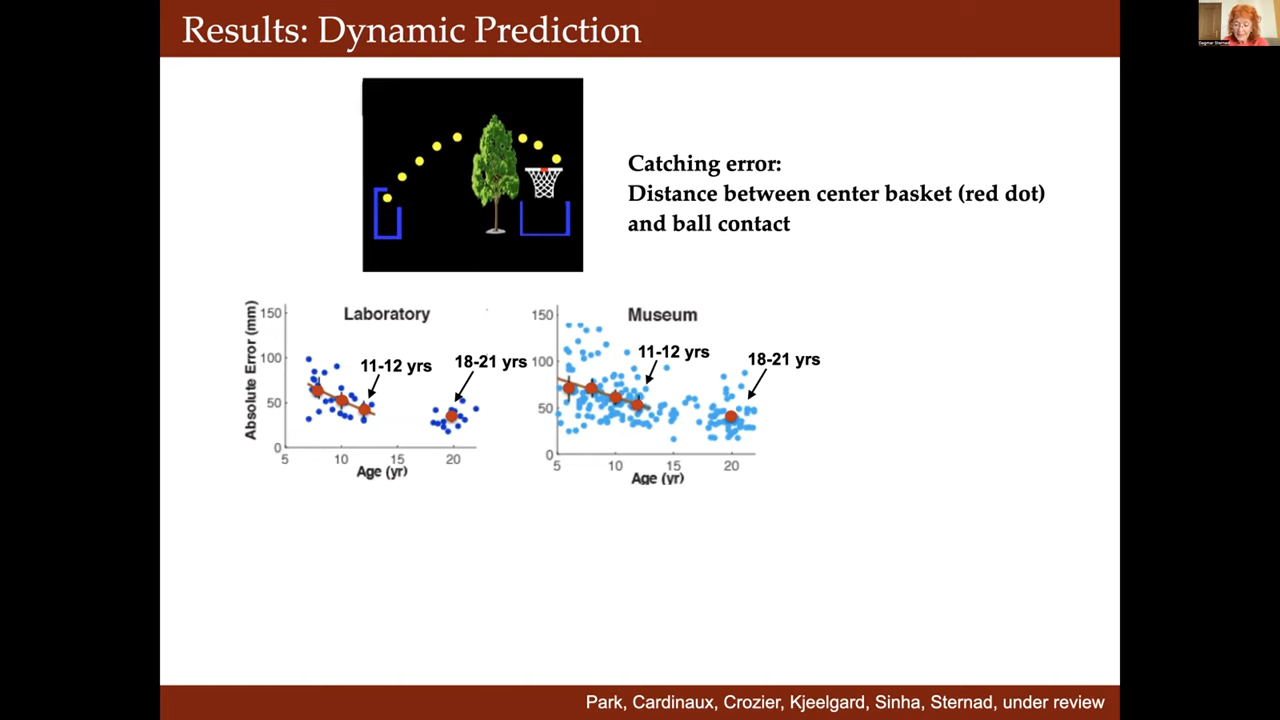 Results: Dynamic Prediction
Dagmar Sternad
Catching error:
Distance between center basket (red dot)
and ball contact
Laboratory
Absolute Error (mm)
150
100
50
0
11-12 yrs
18-21 yrs
5
10
15
20
Age (yr)
Museum
150
100
50
0
11-12 yrs
18-21 yrs
5
10
15
20
Age (yr)
Park, Cardinaux, Crozier, Kjeelgard, Sinha, Sternad, under review